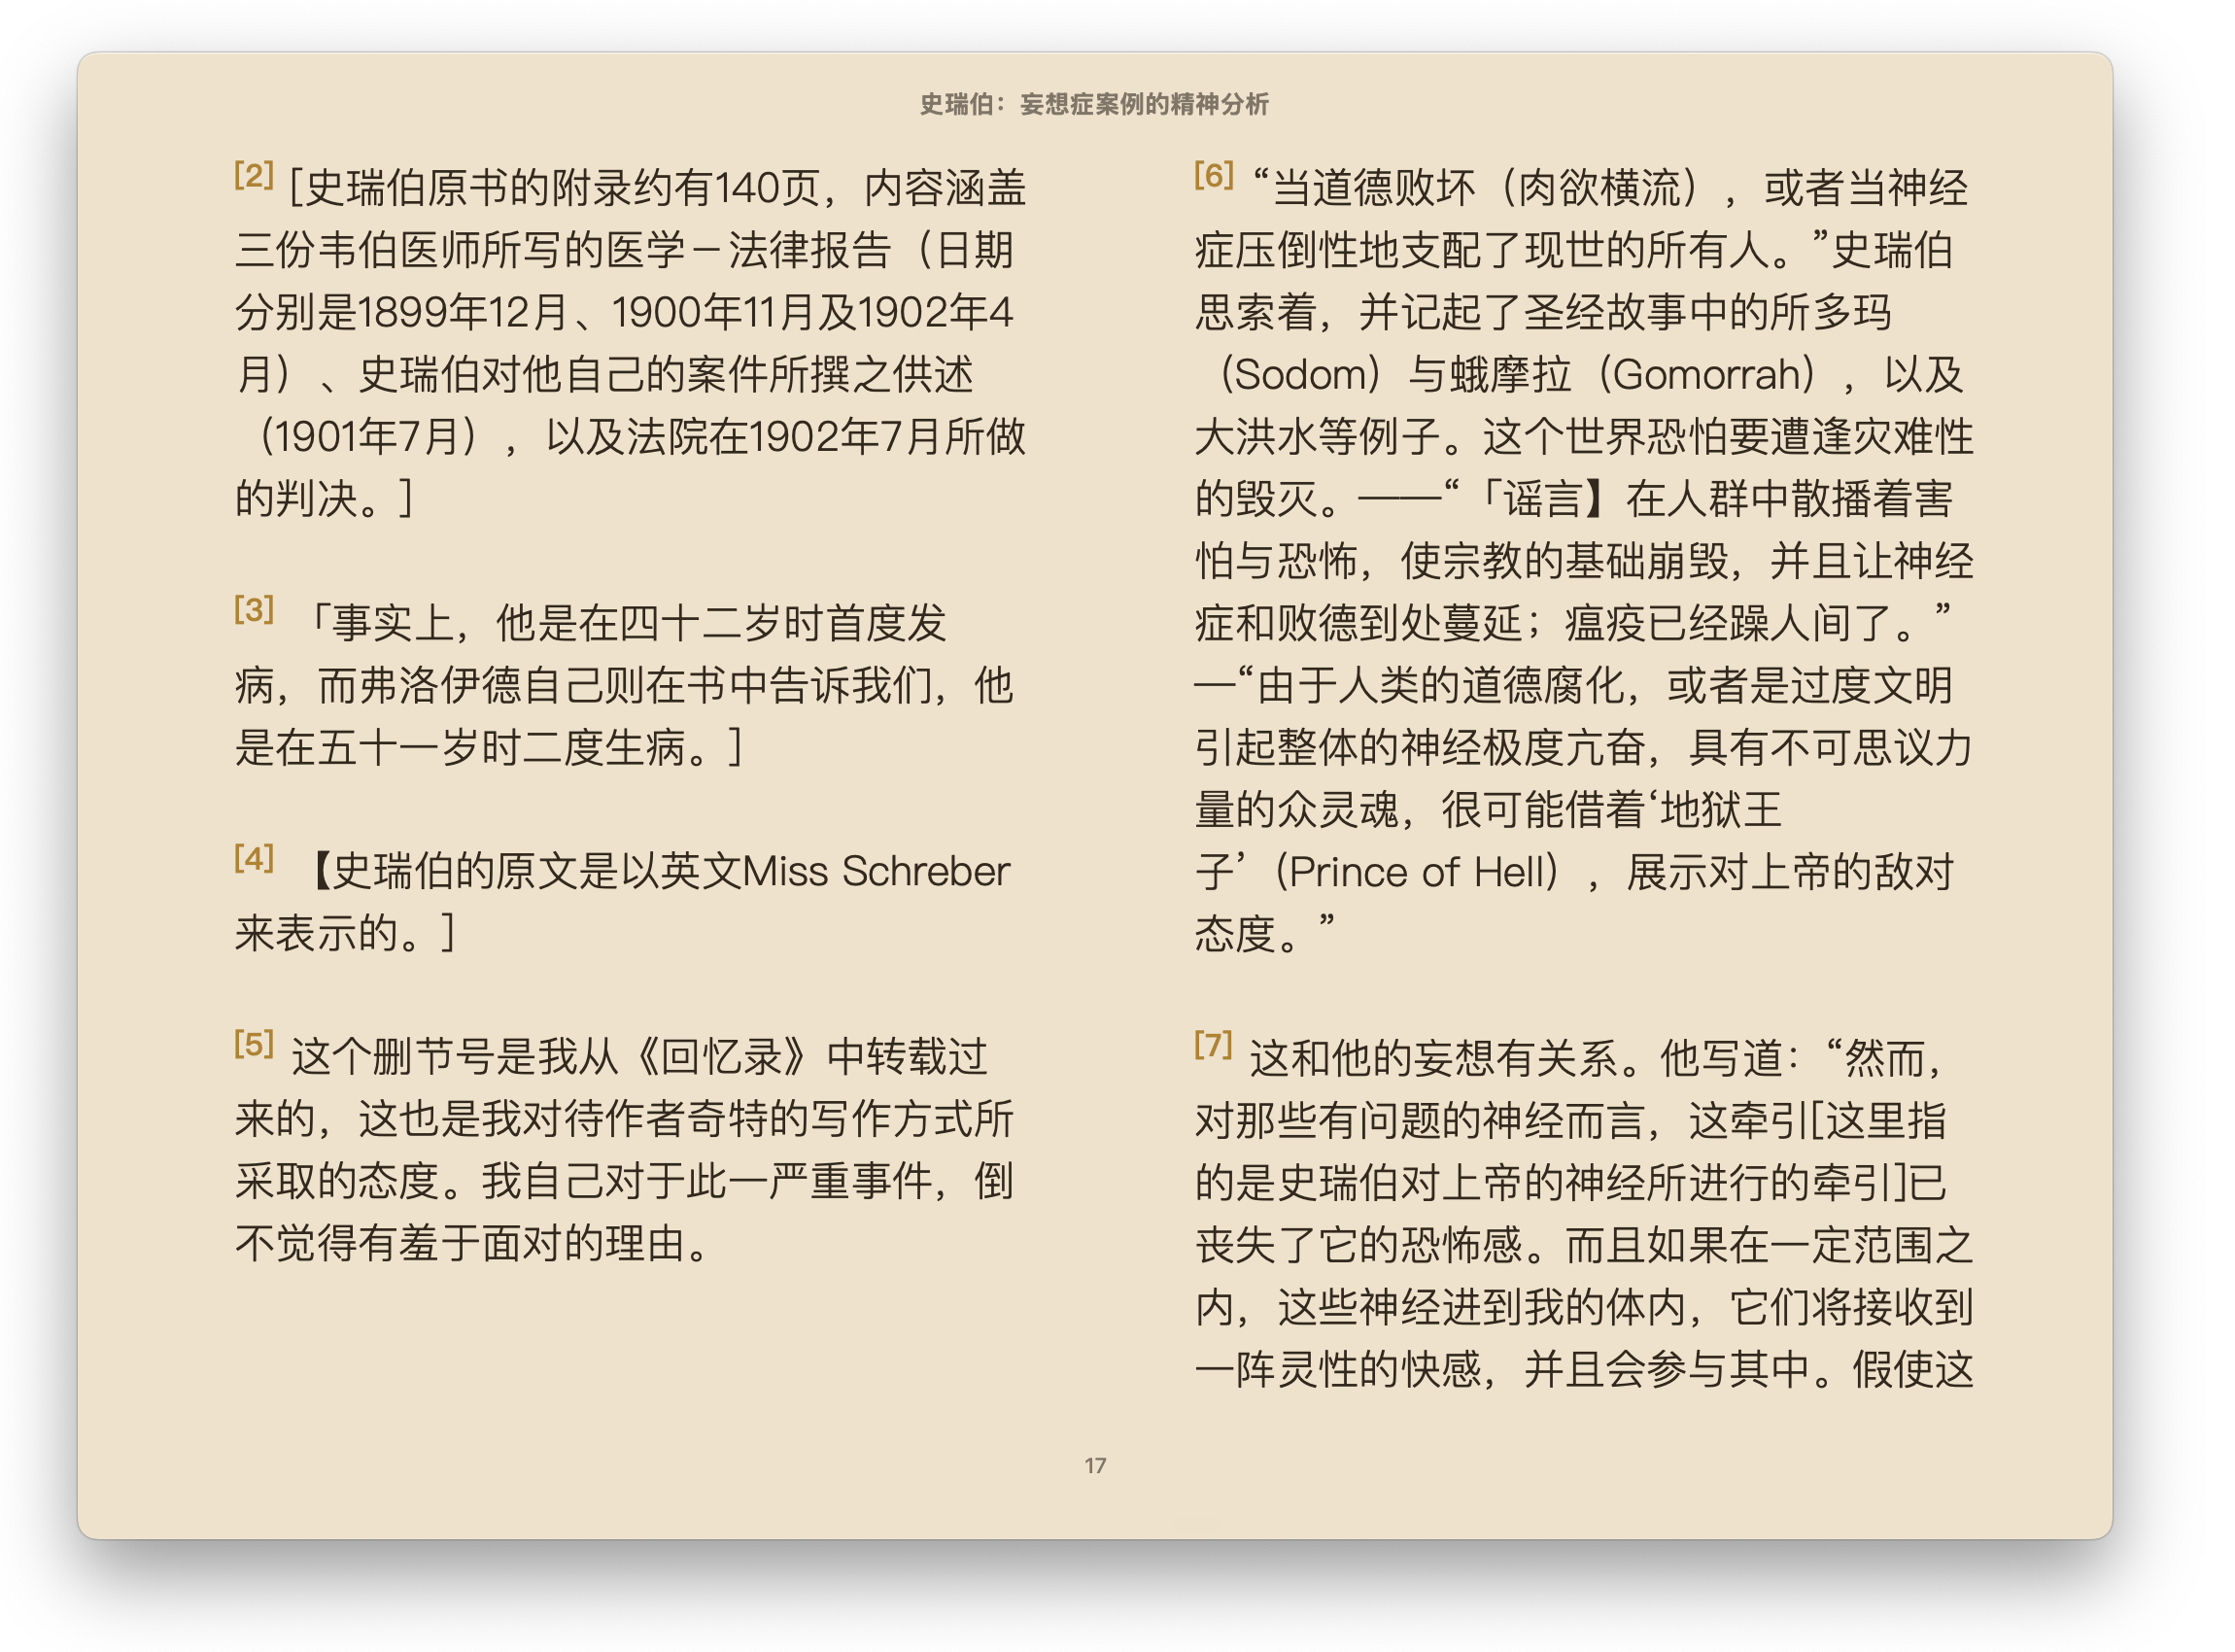 史瑞伯：妄想症案例的精神分析
[2] [史瑞伯原书的附录约有140页，内容涵盖
三份韦伯医师所写的医学－法律报告（日期
分别是1899年12月、1900年11月及1902年4
月）、史瑞伯对他自己的案件所撰之供述
（1901年7月），以及法院在1902年7月所做
的判决。]
[3] 「事实上，他是在四十二岁时首度发
病，而弗洛伊德自己则在书中告诉我们，他
是在五十一岁时二度生病。]
[4] 【史瑞伯的原文是以英文Miss Schreber
来表示的。]
[5] 这个删节号是我从《回忆录》中转载过
来的，这也是我对待作者奇特的写作方式所
采取的态度。我自己对于此一严重事件，倒
不觉得有羞于面对的理由。
[6] “当道德败坏（肉欲横流），或者当神经
症压倒性地支配了现世的所有人。”史瑞伯
思索着，并记起了圣经故事中的所多玛
（Sodom）与蛾摩拉（Gomorrah），以及
大洪水等例子。这个世界恐怕要遭逢灾难性
的毁灭。——“「谣言】在人群中散播着害
怕与恐怖，使宗教的基础崩毁，并且让神经
症和败德到处蔓延；瘟疫已经躁人间了。”
—“由于人类的道德腐化，或者是过度文明
引起整体的神经极度亢奋，具有不可思议力
量的众灵魂，很可能借着‘地狱王
子’（Prince of Hell），展示对上帝的敌对
态度。”
[7] 这和他的妄想有关系。他写道：“然而，
对那些有问题的神经而言，这牵引[这里指
的是史瑞伯对上帝的神经所进行的牵引]已
丧失了它的恐怖感。而且如果在一定范围之
内，这些神经进到我的体内，它们将接收到
一阵灵性的快感，并且会参与其中。假使这
17